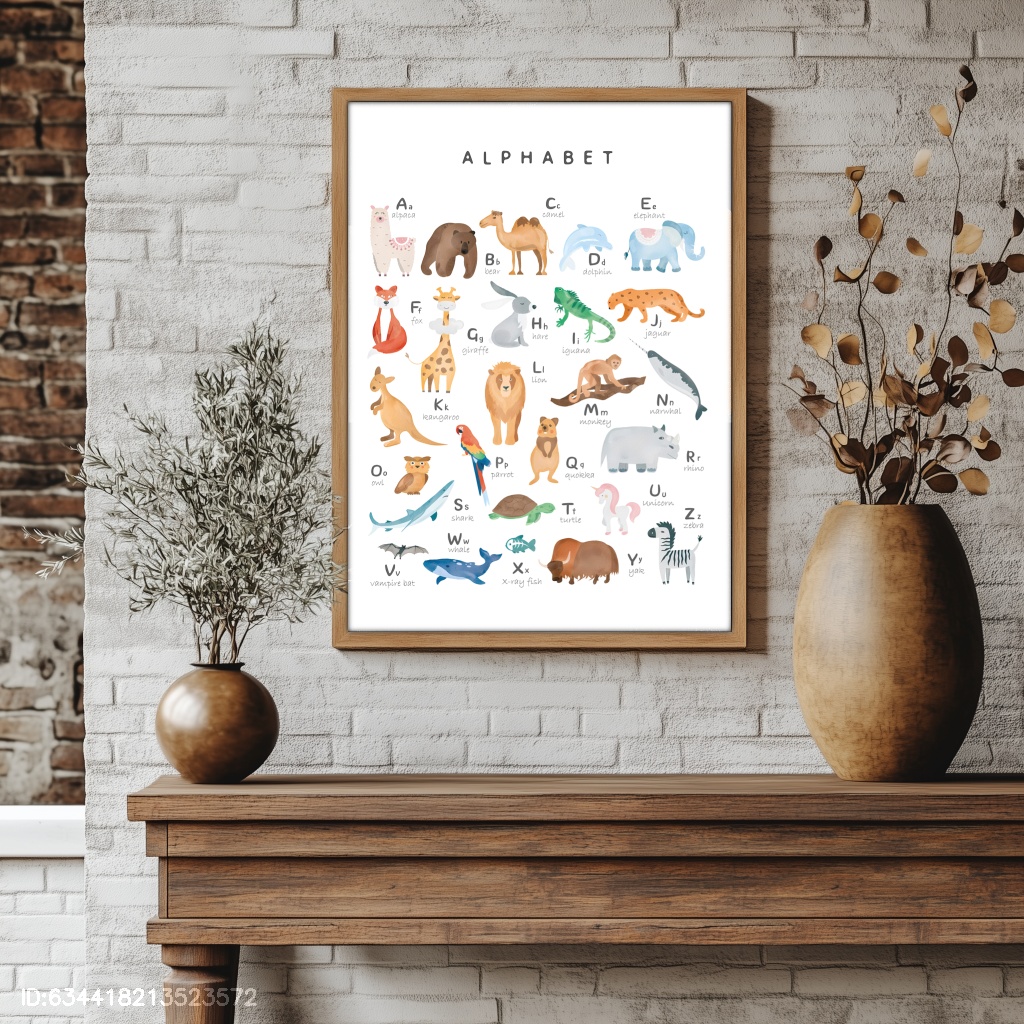 ALPHABET
Aa
alpaca
Bb
bear
Cc
camel
Dd
dolphin
Ee
elephant
Ff
fox
Gg
giraffe
Hh
hare
Ii
iguana
Jj
jaguar
Kk
kangaroo
Ll
lion
Mm
monkey
Nn
narwhal
Oo
owl
Pp
parrot
Qq
quokka
Rr
rhino
Ss
shark
Tt
turtle
Uu
Unicorn
Vv
vampire bat
Ww
whale
Xx
X-ray fish
Yy
yak
Zz
zebra
ID:634418213523572